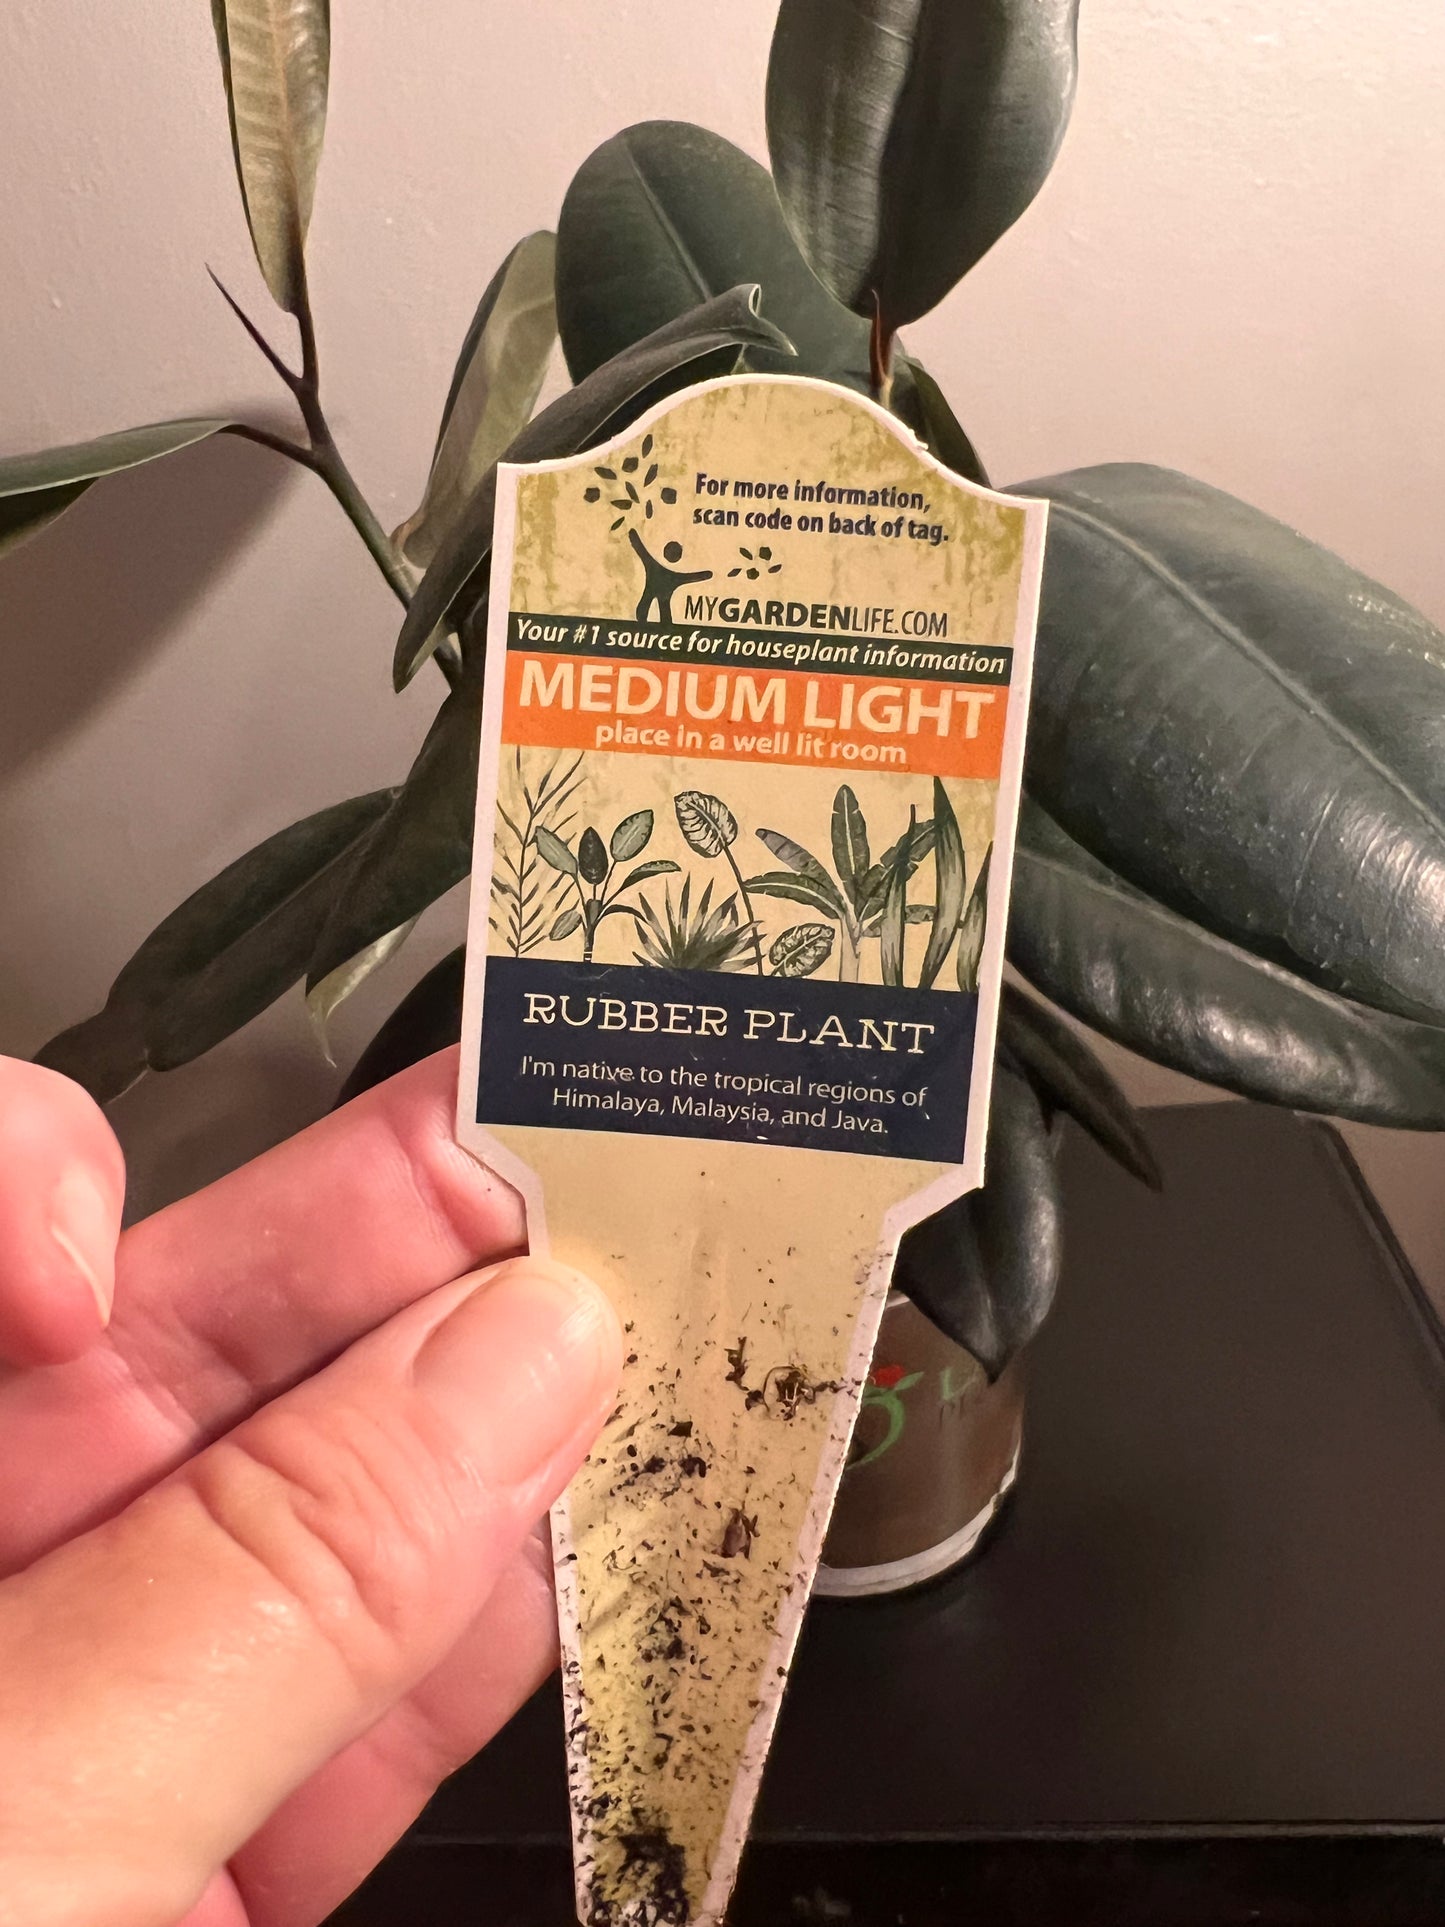 For more information,
scan code on back of tag.
MYGARDENLIFE.COM
Your #1 source for houseplant information
MEDIUM LIGHT
place in a well lit room
RUBBER PLANT
I'm native to the tropical regions of
Himalaya, Malaysia, and Java.